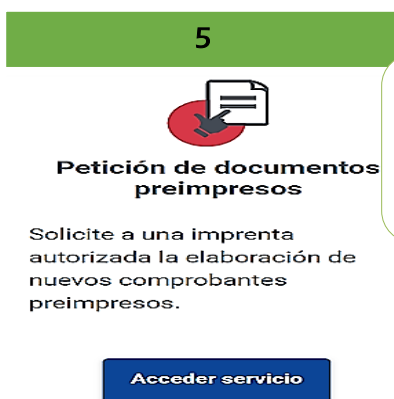 5
Petición de documentos
preimpresos
Solicite a una imprenta
autorizada la elaboración de
nuevos comprobantes
preimpresos.
Acceder servicio